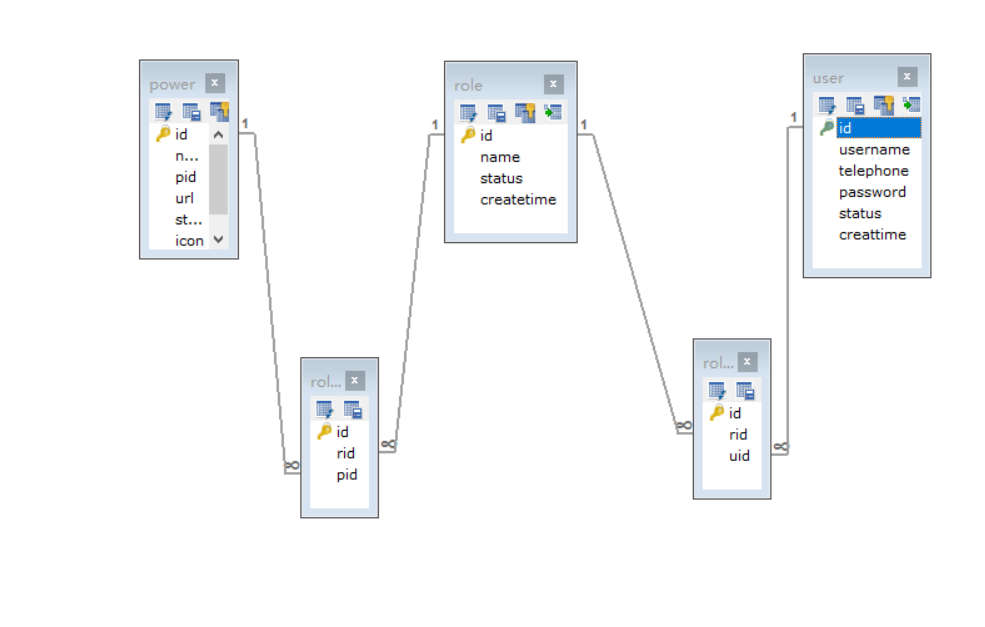 power
id
n...
pid
url
st...
icon
role
id
name
status
createtime
user
id
username
telephone
password
status
creattime
rol...
id
rid
pid
rol...
id
rid
uid
1
1
1
1
∞
∞
∞
∞